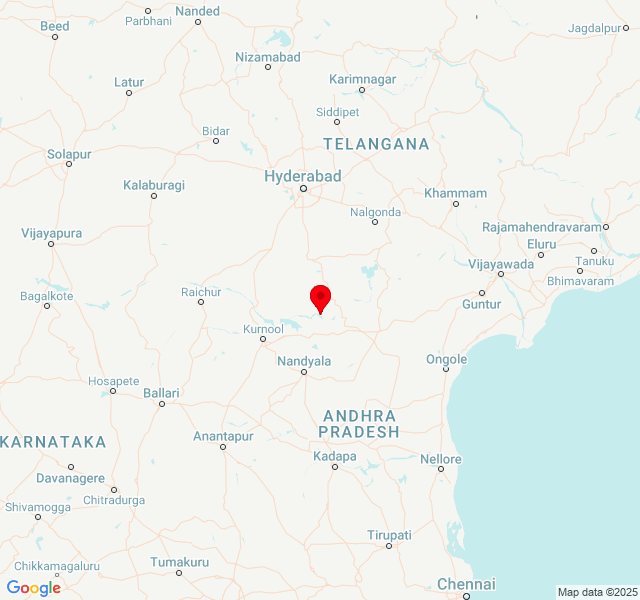 Nanded
Parbhani
Beed
Jagdalpur
Nizamabad
Karimnagar
Latur
Siddipet
Bidar
TELANGANA
Solapur
Hyderabad
Kalaburagi
Khammam
Nalgonda
Rajamahendravaram
Vijayapura
Eluru
Tanuku
Vijayawada
Bhimavaram
Raichur
Bagalkote
Guntur
Kurnool
Nandyala
Ongole
Hosapete
Ballari
ANDHRA
PRADESH
Anantapur
KARNATAKA
Kadapa
Nellore
Davanagere
Chitradurga
Shivamogga
Tirupati
Chikkamagaluru
Tumakuru
Chennai
Google
Map data ©2025